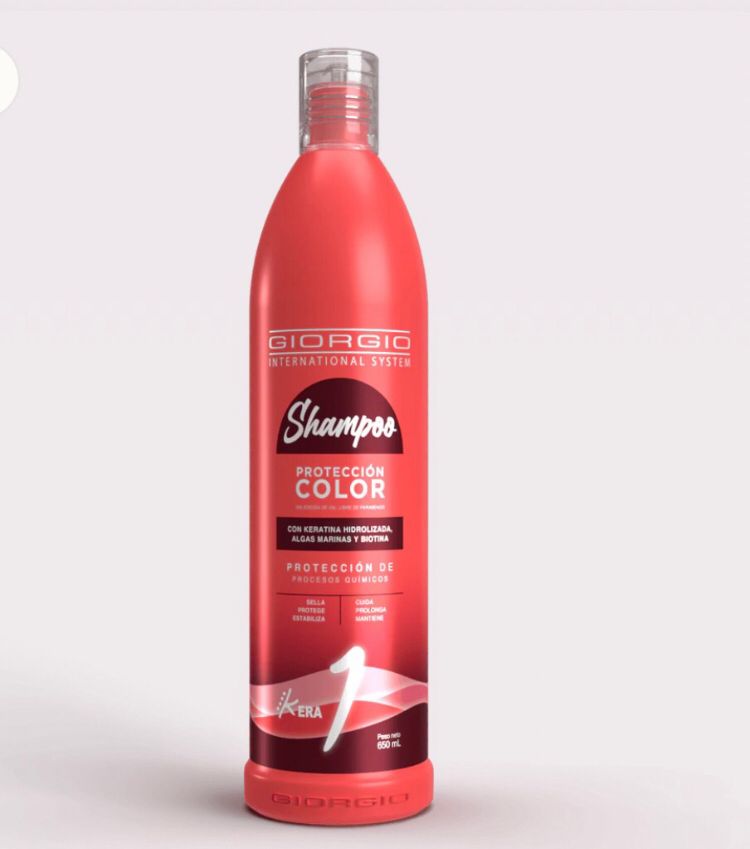 GIORGIO
INTERNATIONAL SYSTEM
Shampoo
PROTECCIÓN
COLOR
CON KERATINA HIDROLIZADA,
ALGAS MARINAS Y BIOTINA
PROTECCIÓN DE
PROCESOS QUÍMICOS
SELLA
PROTEGE
ESTABILIZA
CUIDA
PROLONGA
MANTIENE
1
KERA
Peso neto
650 mL
GIORGIO